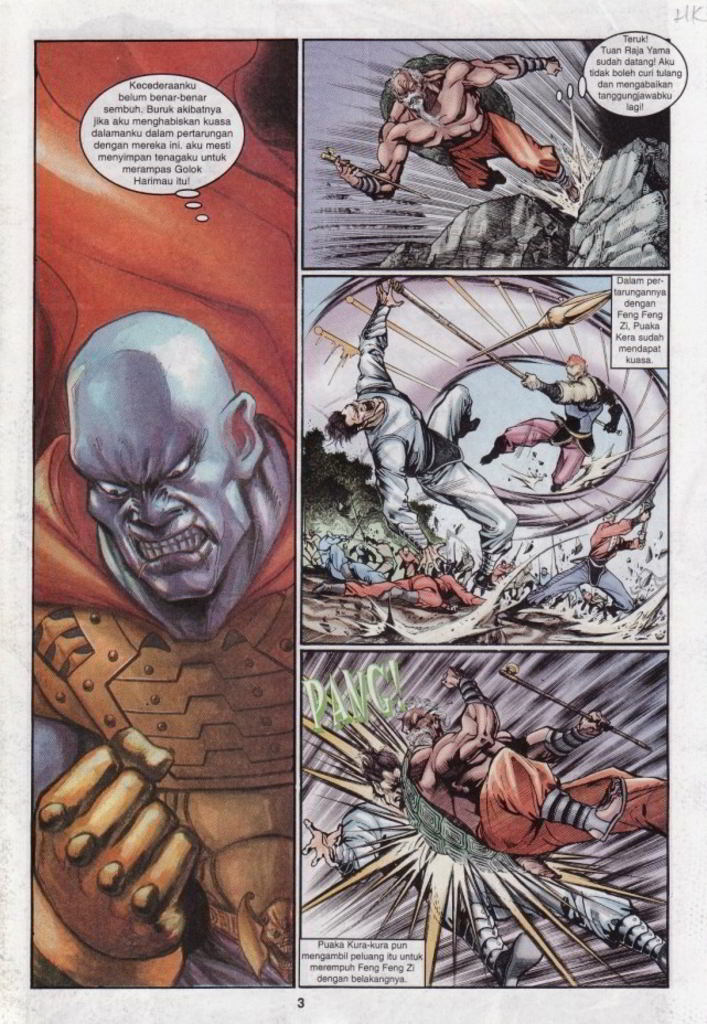 HK
Kecederaanku
belum benar-benar
sembuh. Buruk akibatnya
jika aku menghabiskan kuasa
dalamanku dalam pertarungan
dengan mereka ini. aku mesti
menyimpan tenagaku untuk
merampas Golok
Harimau itu!
Teruk!
Tuan Raja Yama
sudah datang! Aku
tidak boleh curi tulang
dan mengabaikan
tanggungjawabku
lagi!
Dalam per-
tarungannya
dengan
Feng Feng
Zi, Puaka
Kera sudah
mendapat
kuasa.
PANG!
Puaka Kura-kura pun
mengambil peluang itu untuk
merempuh Feng Feng Zi
dengan belakangnya.
3